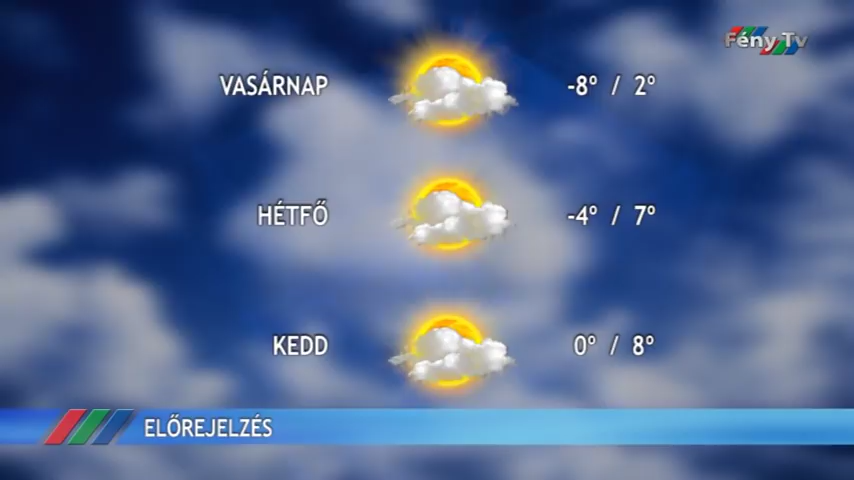 Fény Tv
VASÁRNAP -8° / 2°
HÉTFŐ -4° / 7°
KEDD 0° / 8°
ELŐREJELZÉS